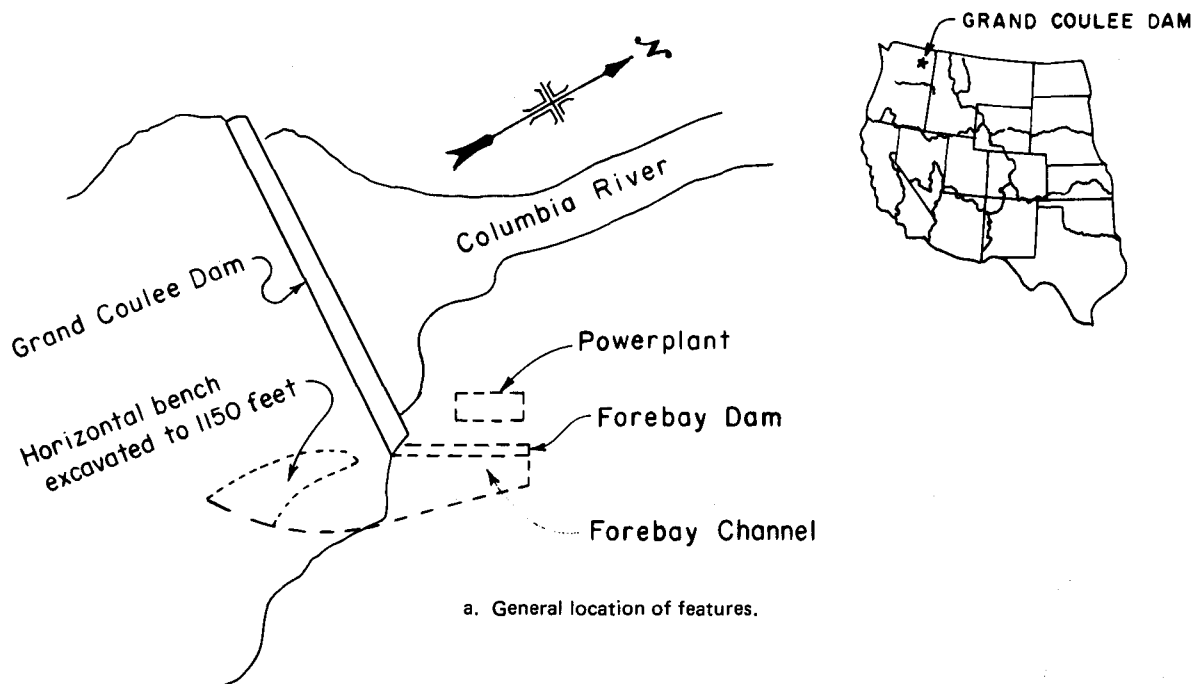 GRAND COULEE DAM
N
Columbia River
Grand Coulee Dam
Powerplant
Horizontal bench
excavated to 1150 feet
Forebay Dam
Forebay Channel
a. General location of features.